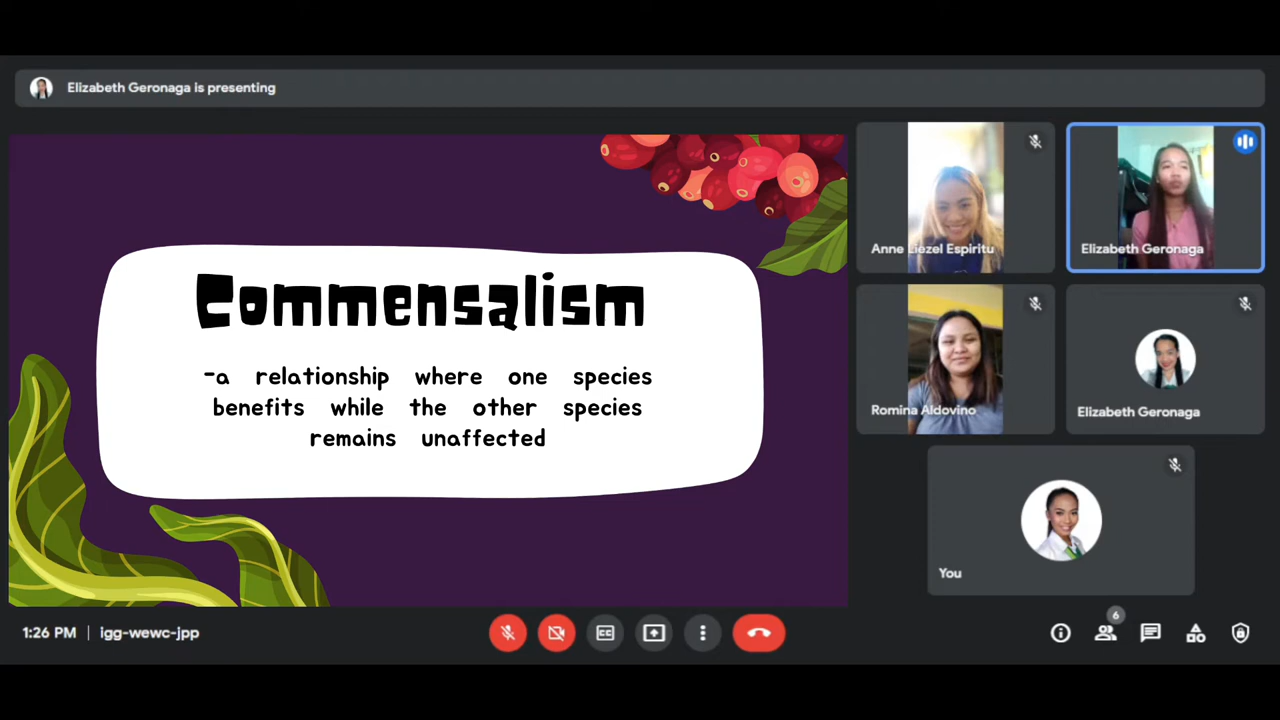 Elizabeth Geronaga is presenting
Commensalism
-a relationship where one species
benefits while the other species
remains unaffected
Anne Liezel Espiritu
Elizabeth Geronaga
Romina Aldovino
Elizabeth Geronaga
You
1:26 PM | igg-wewc-jpp
CC
6